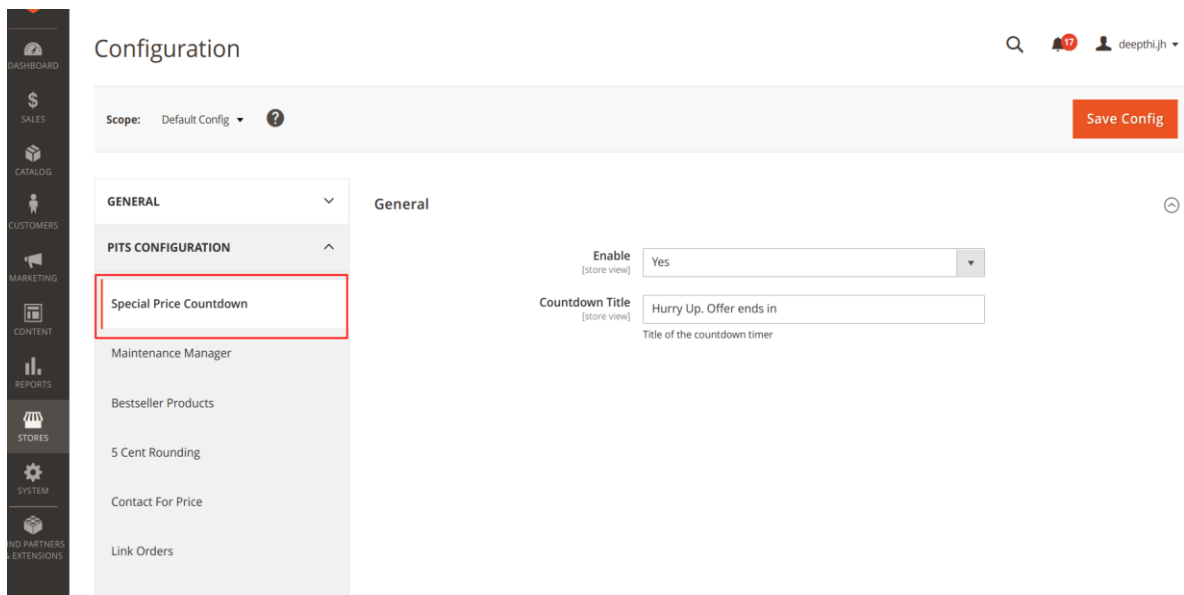 Configuration
17
deepthi.jh
DASHBOARD
SALES
CATALOG
CUSTOMERS
MARKETING
CONTENT
REPORTS
STORES
SYSTEM
IND PARTNERS
& EXTENSIONS
Scope: Default Config ?
Save Config
GENERAL
PITS CONFIGURATION
Special Price Countdown
Maintenance Manager
Bestseller Products
5 Cent Rounding
Contact For Price
Link Orders
General
Enable
[store view]
Yes
Countdown Title
[store view]
Hurry Up. Offer ends in
Title of the countdown timer